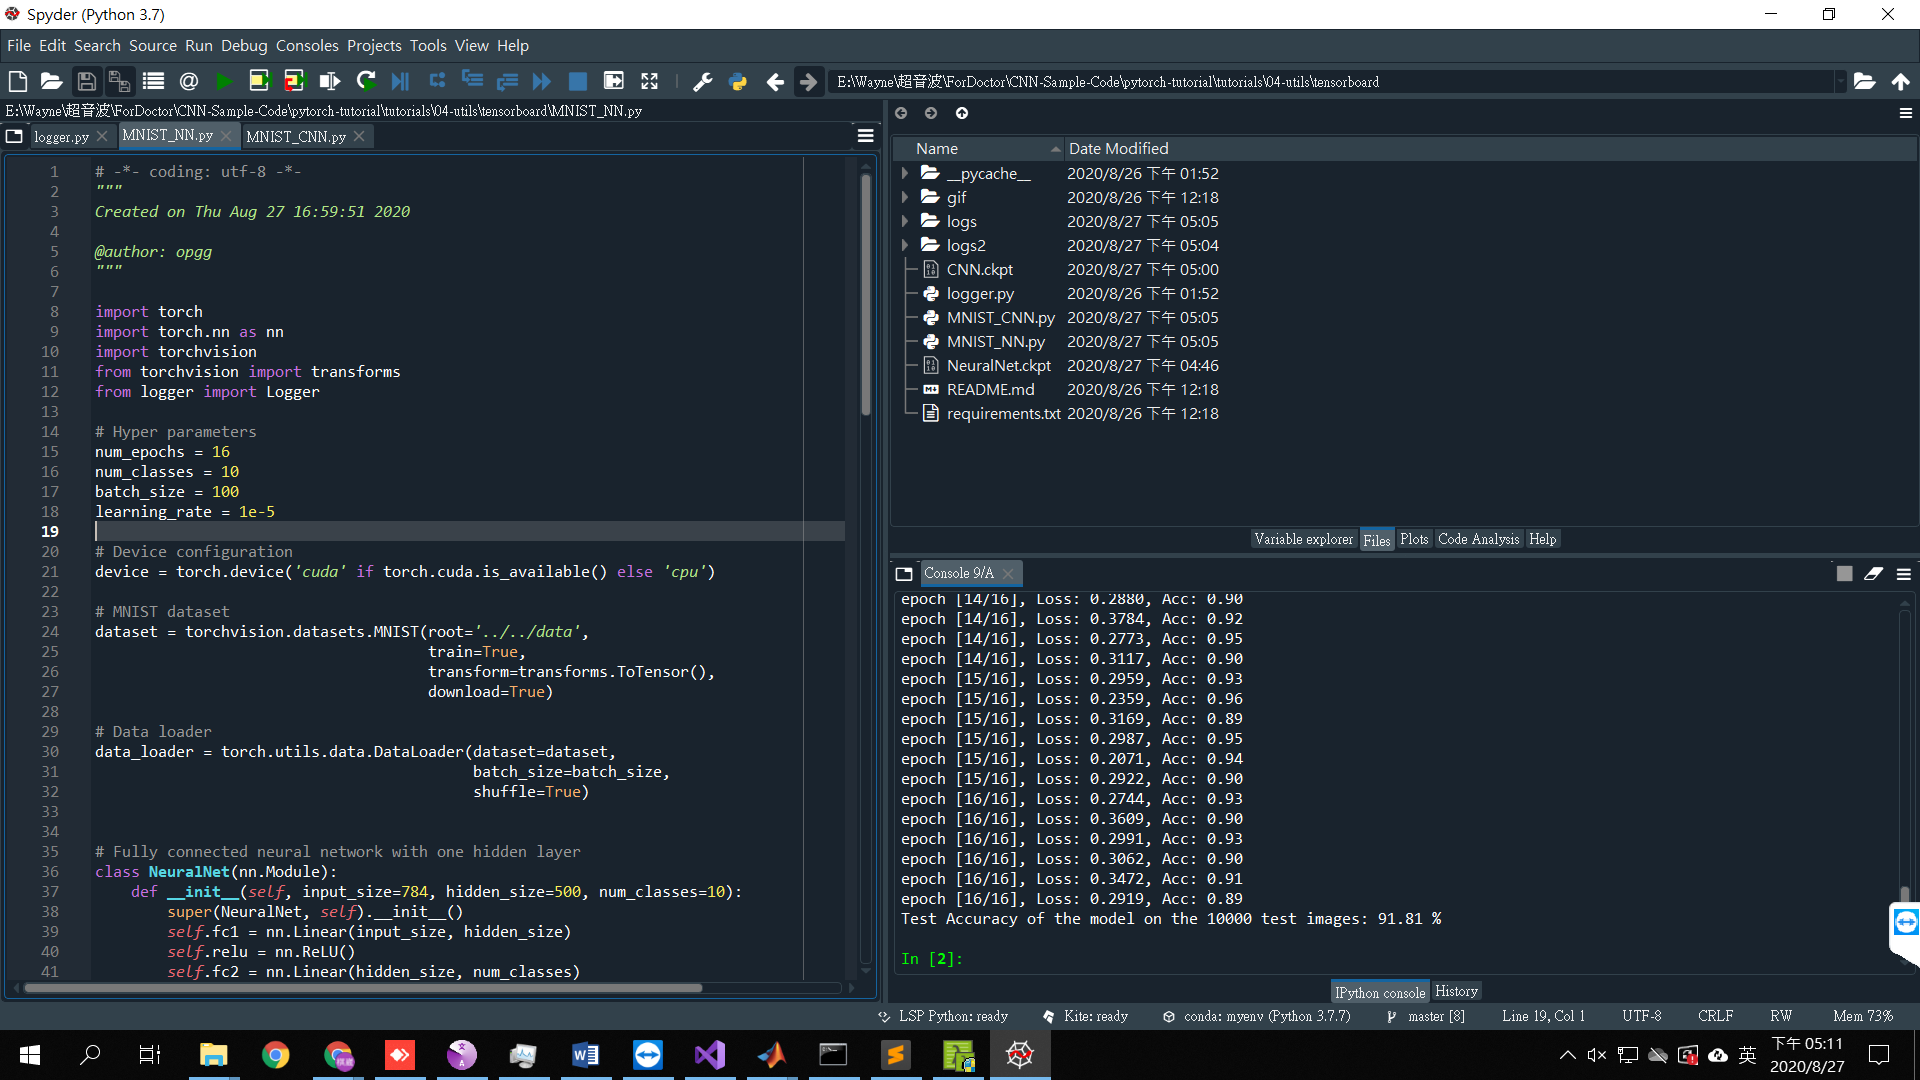 Spyder (Python 3.7)
File Edit Search Source Run Debug Consoles Projects Tools View Help
E:\Wayne\超音波\ForDoctor\CNN-Sample-Code\pytorch-tutorial\tutorials\04-utils\tensorboard
E:\Wayne\超音波\ForDoctor\CNN-Sample-Code\pytorch-tutorial\tutorials\04-utils\tensorboard\MNIST_NN.py
logger.py MNIST_NN.py MNIST_CNN.py
1 # -*- coding: utf-8 -*-
2 """
3 Created on Thu Aug 27 16:59:51 2020
4
5 @author: opgg
6 """
7
8 import torch
9 import torch.nn as nn
10 import torchvision
11 from torchvision import transforms
12 from logger import Logger
13
14 # Hyper parameters
15 num_epochs = 16
16 num_classes = 10
17 batch_size = 100
18 learning_rate = 1e-5
19
20 # Device configuration
21 device = torch.device('cuda' if torch.cuda.is_available() else 'cpu')
22
23 # MNIST dataset
24 dataset = torchvision.datasets.MNIST(root='../../data',
25 train=True,
26 transform=transforms.ToTensor(),
27 download=True)
28
29 # Data loader
30 data_loader = torch.utils.data.DataLoader(dataset=dataset,
31 batch_size=batch_size,
32 shuffle=True)
33
34
35 # Fully connected neural network with one hidden layer
36 class NeuralNet(nn.Module):
37 def __init__(self, input_size=784, hidden_size=500, num_classes=10):
38 super(NeuralNet, self).__init__()
39 self.fc1 = nn.Linear(input_size, hidden_size)
40 self.relu = nn.ReLU()
41 self.fc2 = nn.Linear(hidden_size, num_classes)
Name Date Modified
__pycache__ 2020/8/26 下午 01:52
gif 2020/8/26 下午 12:18
logs 2020/8/27 下午 05:05
logs2 2020/8/27 下午 05:04
CNN.ckpt 2020/8/27 下午 05:00
logger.py 2020/8/26 下午 01:52
MNIST_CNN.py 2020/8/27 下午 05:05
MNIST_NN.py 2020/8/27 下午 05:05
NeuralNet.ckpt 2020/8/27 下午 04:46
README.md 2020/8/26 下午 12:18
requirements.txt 2020/8/26 下午 12:18
Variable explorer Files Plots Code Analysis Help
Console 9/A
epoch [14/16], Loss: 0.2880, Acc: 0.90
epoch [14/16], Loss: 0.3784, Acc: 0.92
epoch [14/16], Loss: 0.2773, Acc: 0.95
epoch [14/16], Loss: 0.3117, Acc: 0.90
epoch [15/16], Loss: 0.2959, Acc: 0.93
epoch [15/16], Loss: 0.2359, Acc: 0.96
epoch [15/16], Loss: 0.3169, Acc: 0.89
epoch [15/16], Loss: 0.2987, Acc: 0.95
epoch [15/16], Loss: 0.2071, Acc: 0.94
epoch [15/16], Loss: 0.2922, Acc: 0.90
epoch [16/16], Loss: 0.2744, Acc: 0.93
epoch [16/16], Loss: 0.3609, Acc: 0.90
epoch [16/16], Loss: 0.2991, Acc: 0.93
epoch [16/16], Loss: 0.3062, Acc: 0.90
epoch [16/16], Loss: 0.3472, Acc: 0.91
epoch [16/16], Loss: 0.2919, Acc: 0.89
Test Accuracy of the model on the 10000 test images: 91.81 %
In [2]:
IPython console History
LSP Python: ready Kite: ready conda: myenv (Python 3.7.7) master [8] Line 19, Col 1 UTF-8 CRLF RW Mem 73%
英 下午 05:11
2020/8/27